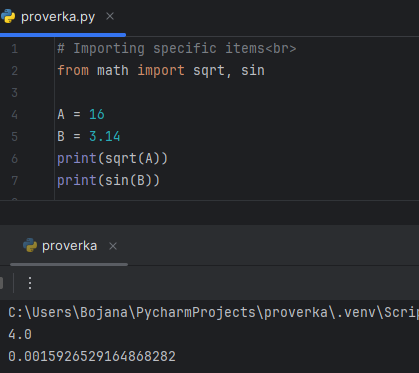 proverka.py
1 # Importing specific items<br>
2 from math import sqrt, sin
3
4 A = 16
5 B = 3.14
6 print(sqrt(A))
7 print(sin(B))
proverka
C:\Users\Bojana\PycharmProjects\proverka\.venv\Scrip
4.0
0.0015926529164868282